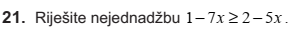 21. Riješite nejednadžbu 1−7x ≥ 2−5x.